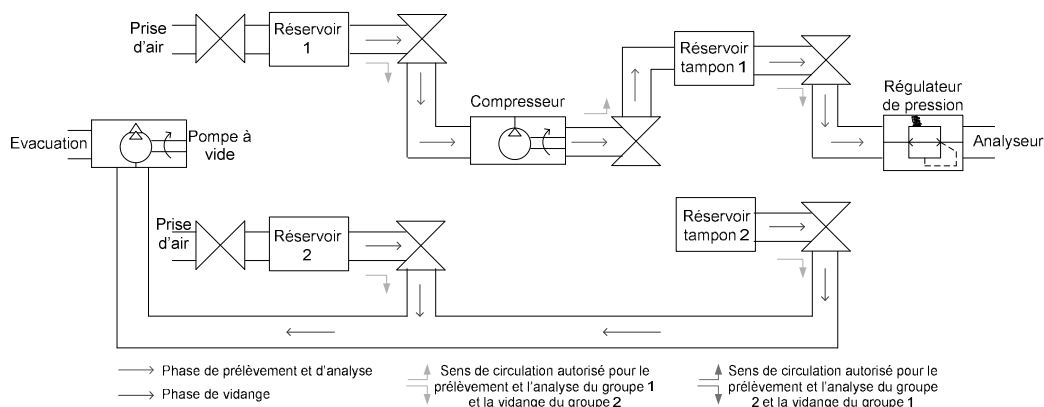 Prise
d'air
Réservoir
1
Réservoir
tampon 1
Régulateur
de pression
Compresseur
Analyseur
Evacuation
Pompe à
vide
Prise
d'air
Réservoir
2
Réservoir
tampon 2
Phase de prélèvement et d'analyse
Phase de vidange
Sens de circulation autorisé pour le
prélèvement et l'analyse du groupe 1
et la vidange du groupe 2
Sens de circulation autorisé pour le
prélèvement et l'analyse du groupe
2 et la vidange du groupe 1